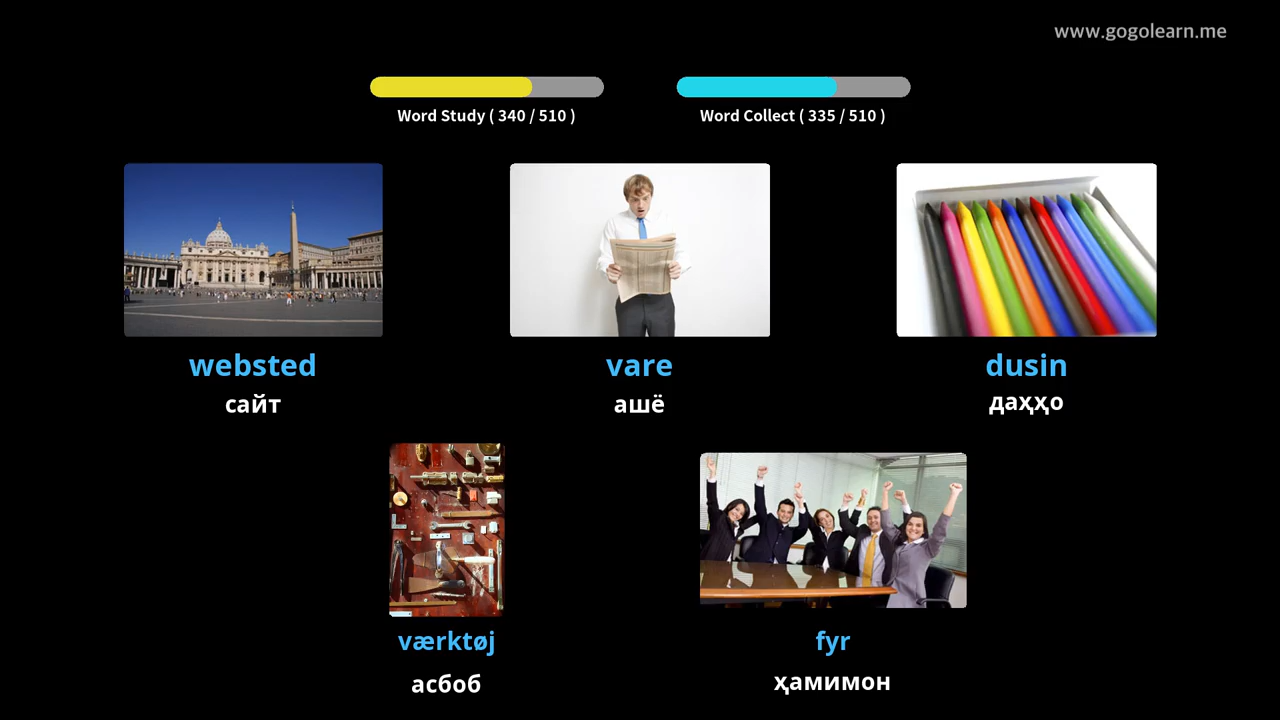 www.gogolearn.me
Word Study ( 340 / 510 )
Word Collect ( 335 / 510 )
websted
vare
dusin
сайт
ашё
даҳҳо
værktøj
fyr
асбоб
ҳамимон